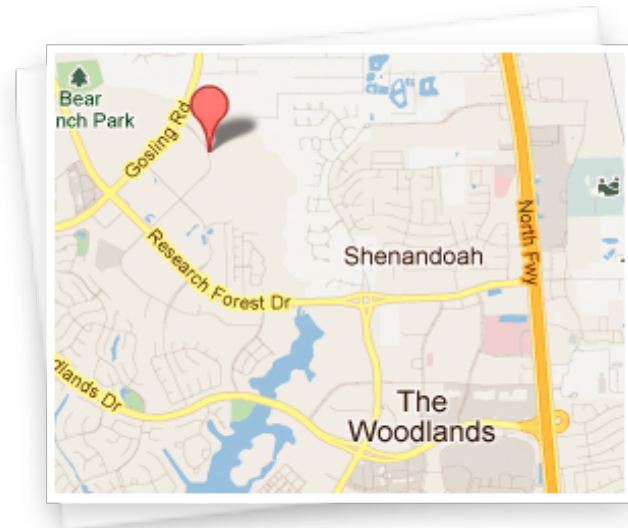 Bear
nch Park
Gosling Rd
North Fwy
Shenandoah
Research Forest Dr
dlands Dr
The
Woodlands